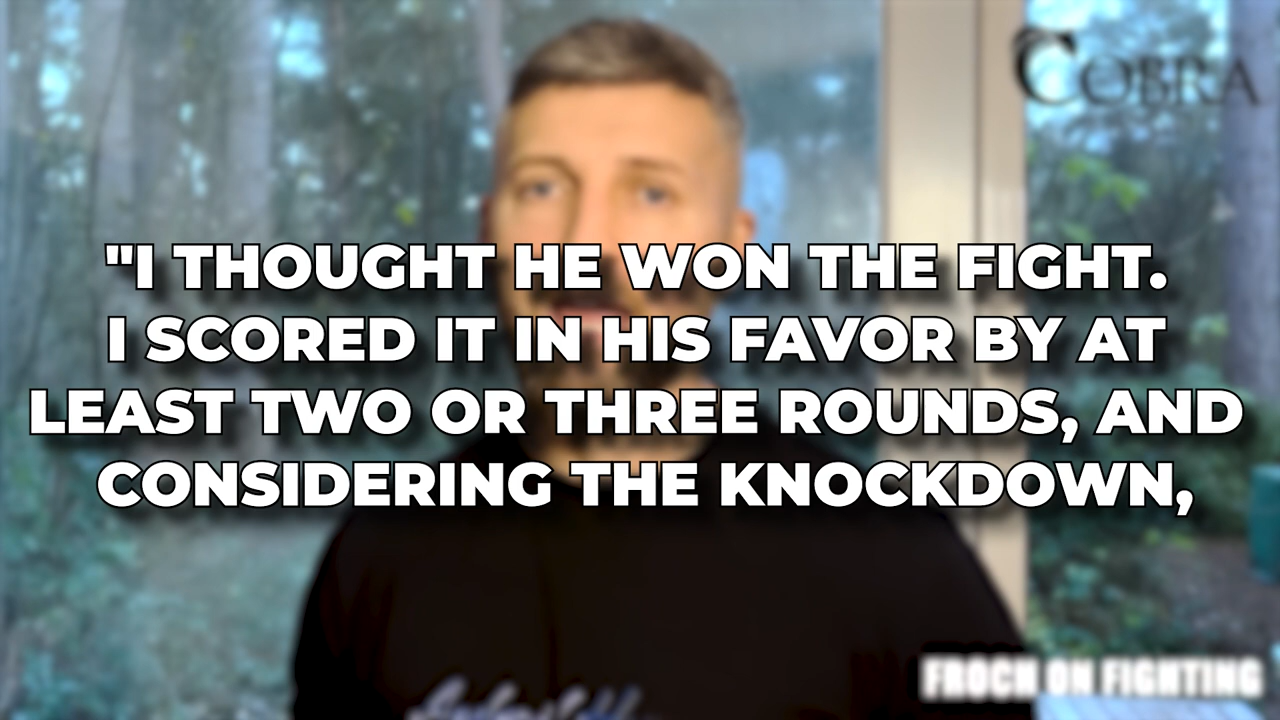 COBRA
"I THOUGHT HE WON THE FIGHT.
I SCORED IT IN HIS FAVOR BY AT
LEAST TWO OR THREE ROUNDS, AND
CONSIDERING THE KNOCKDOWN,
FROCH ON FIGHTING